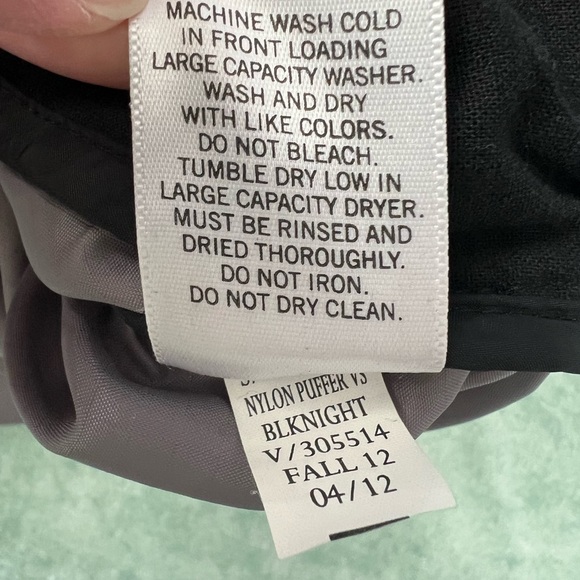 MACHINE WASH COLD
IN FRONT LOADING
LARGE CAPACITY WASHER.
WASH AND DRY
WITH LIKE COLORS.
DO NOT BLEACH.
TUMBLE DRY LOW IN
LARGE CAPACITY DRYER.
MUST BE RINSED AND
DRIED THOROUGHLY.
DO NOT IRON.
DO NOT DRY CLEAN.
NYLON PUFFER VS
BLKNIGHT
V/305514
FALL 12
04/12